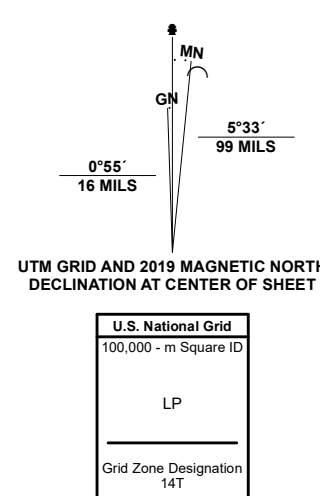 MN
GN
5°33´
99 MILS
0°55´
16 MILS
UTM GRID AND 2019 MAGNETIC NORTH
DECLINATION AT CENTER OF SHEET
U.S. National Grid
100,000 - m Square ID
LP
Grid Zone Designation
14T